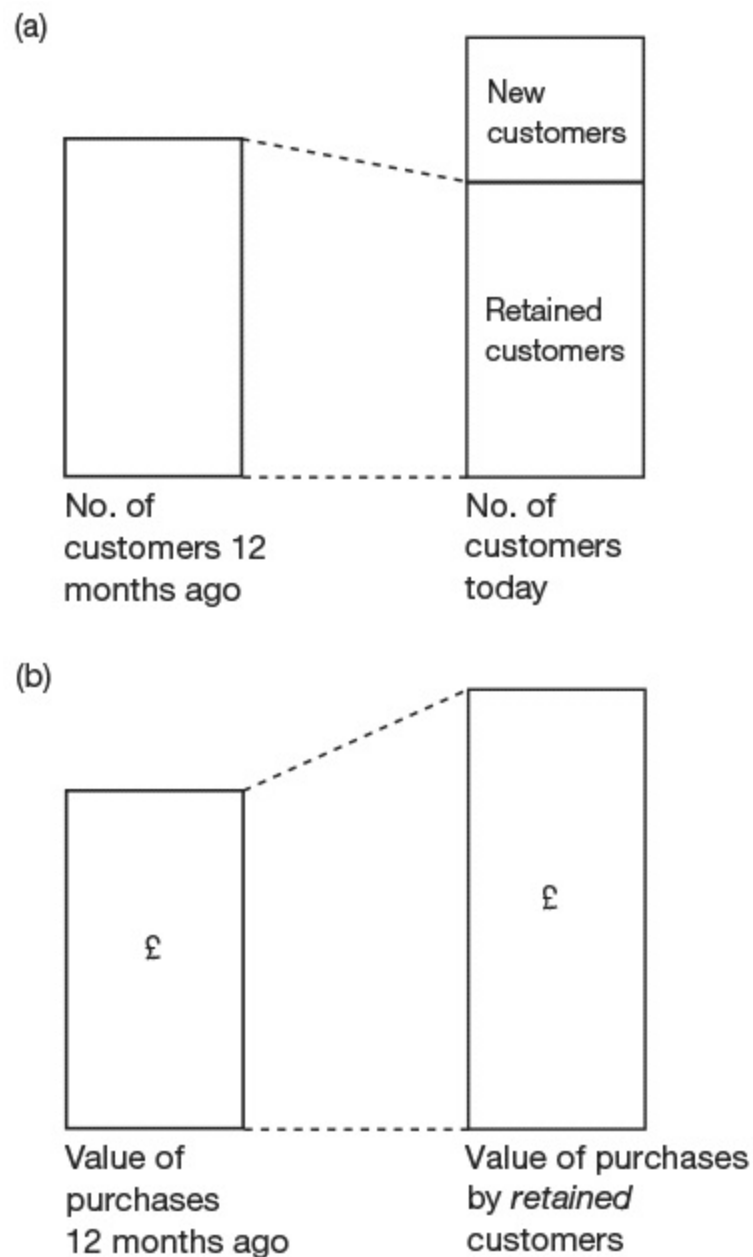 (a)
New
customers
Retained
customers
No. of
customers 12
months ago
No. of
customers
today
(b)
£
£
Value of
purchases
12 months ago
Value of purchases
by retained
customers